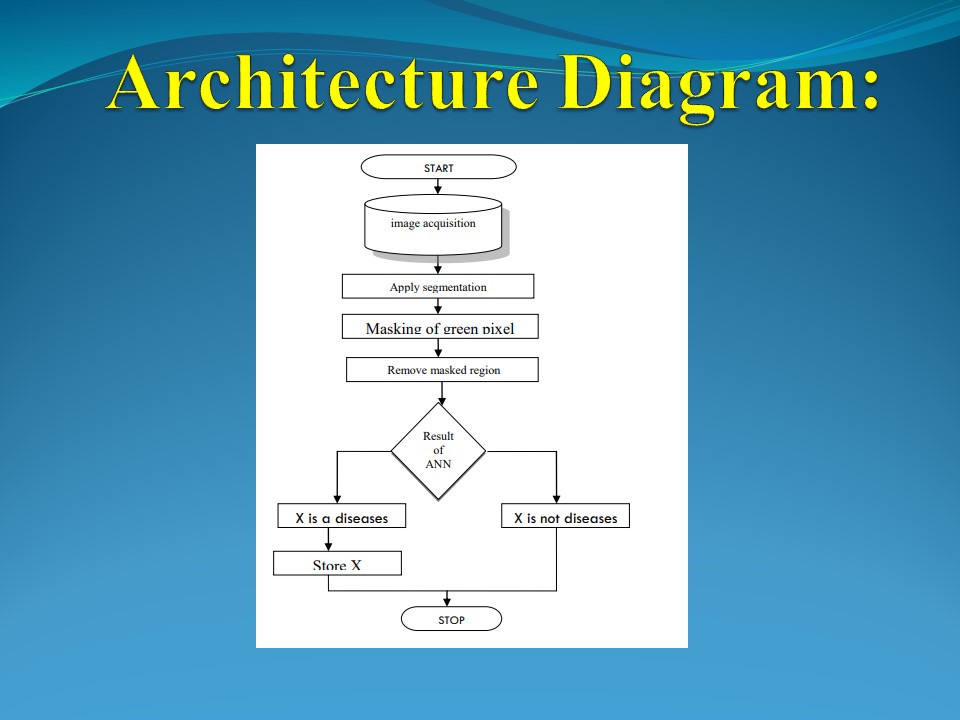 Architecture Diagram:
START
image acquisition
Apply segmentation
Masking of green pixel
Remove masked region
Result
of
ANN
X is a diseases
X is not diseases
Store X
STOP